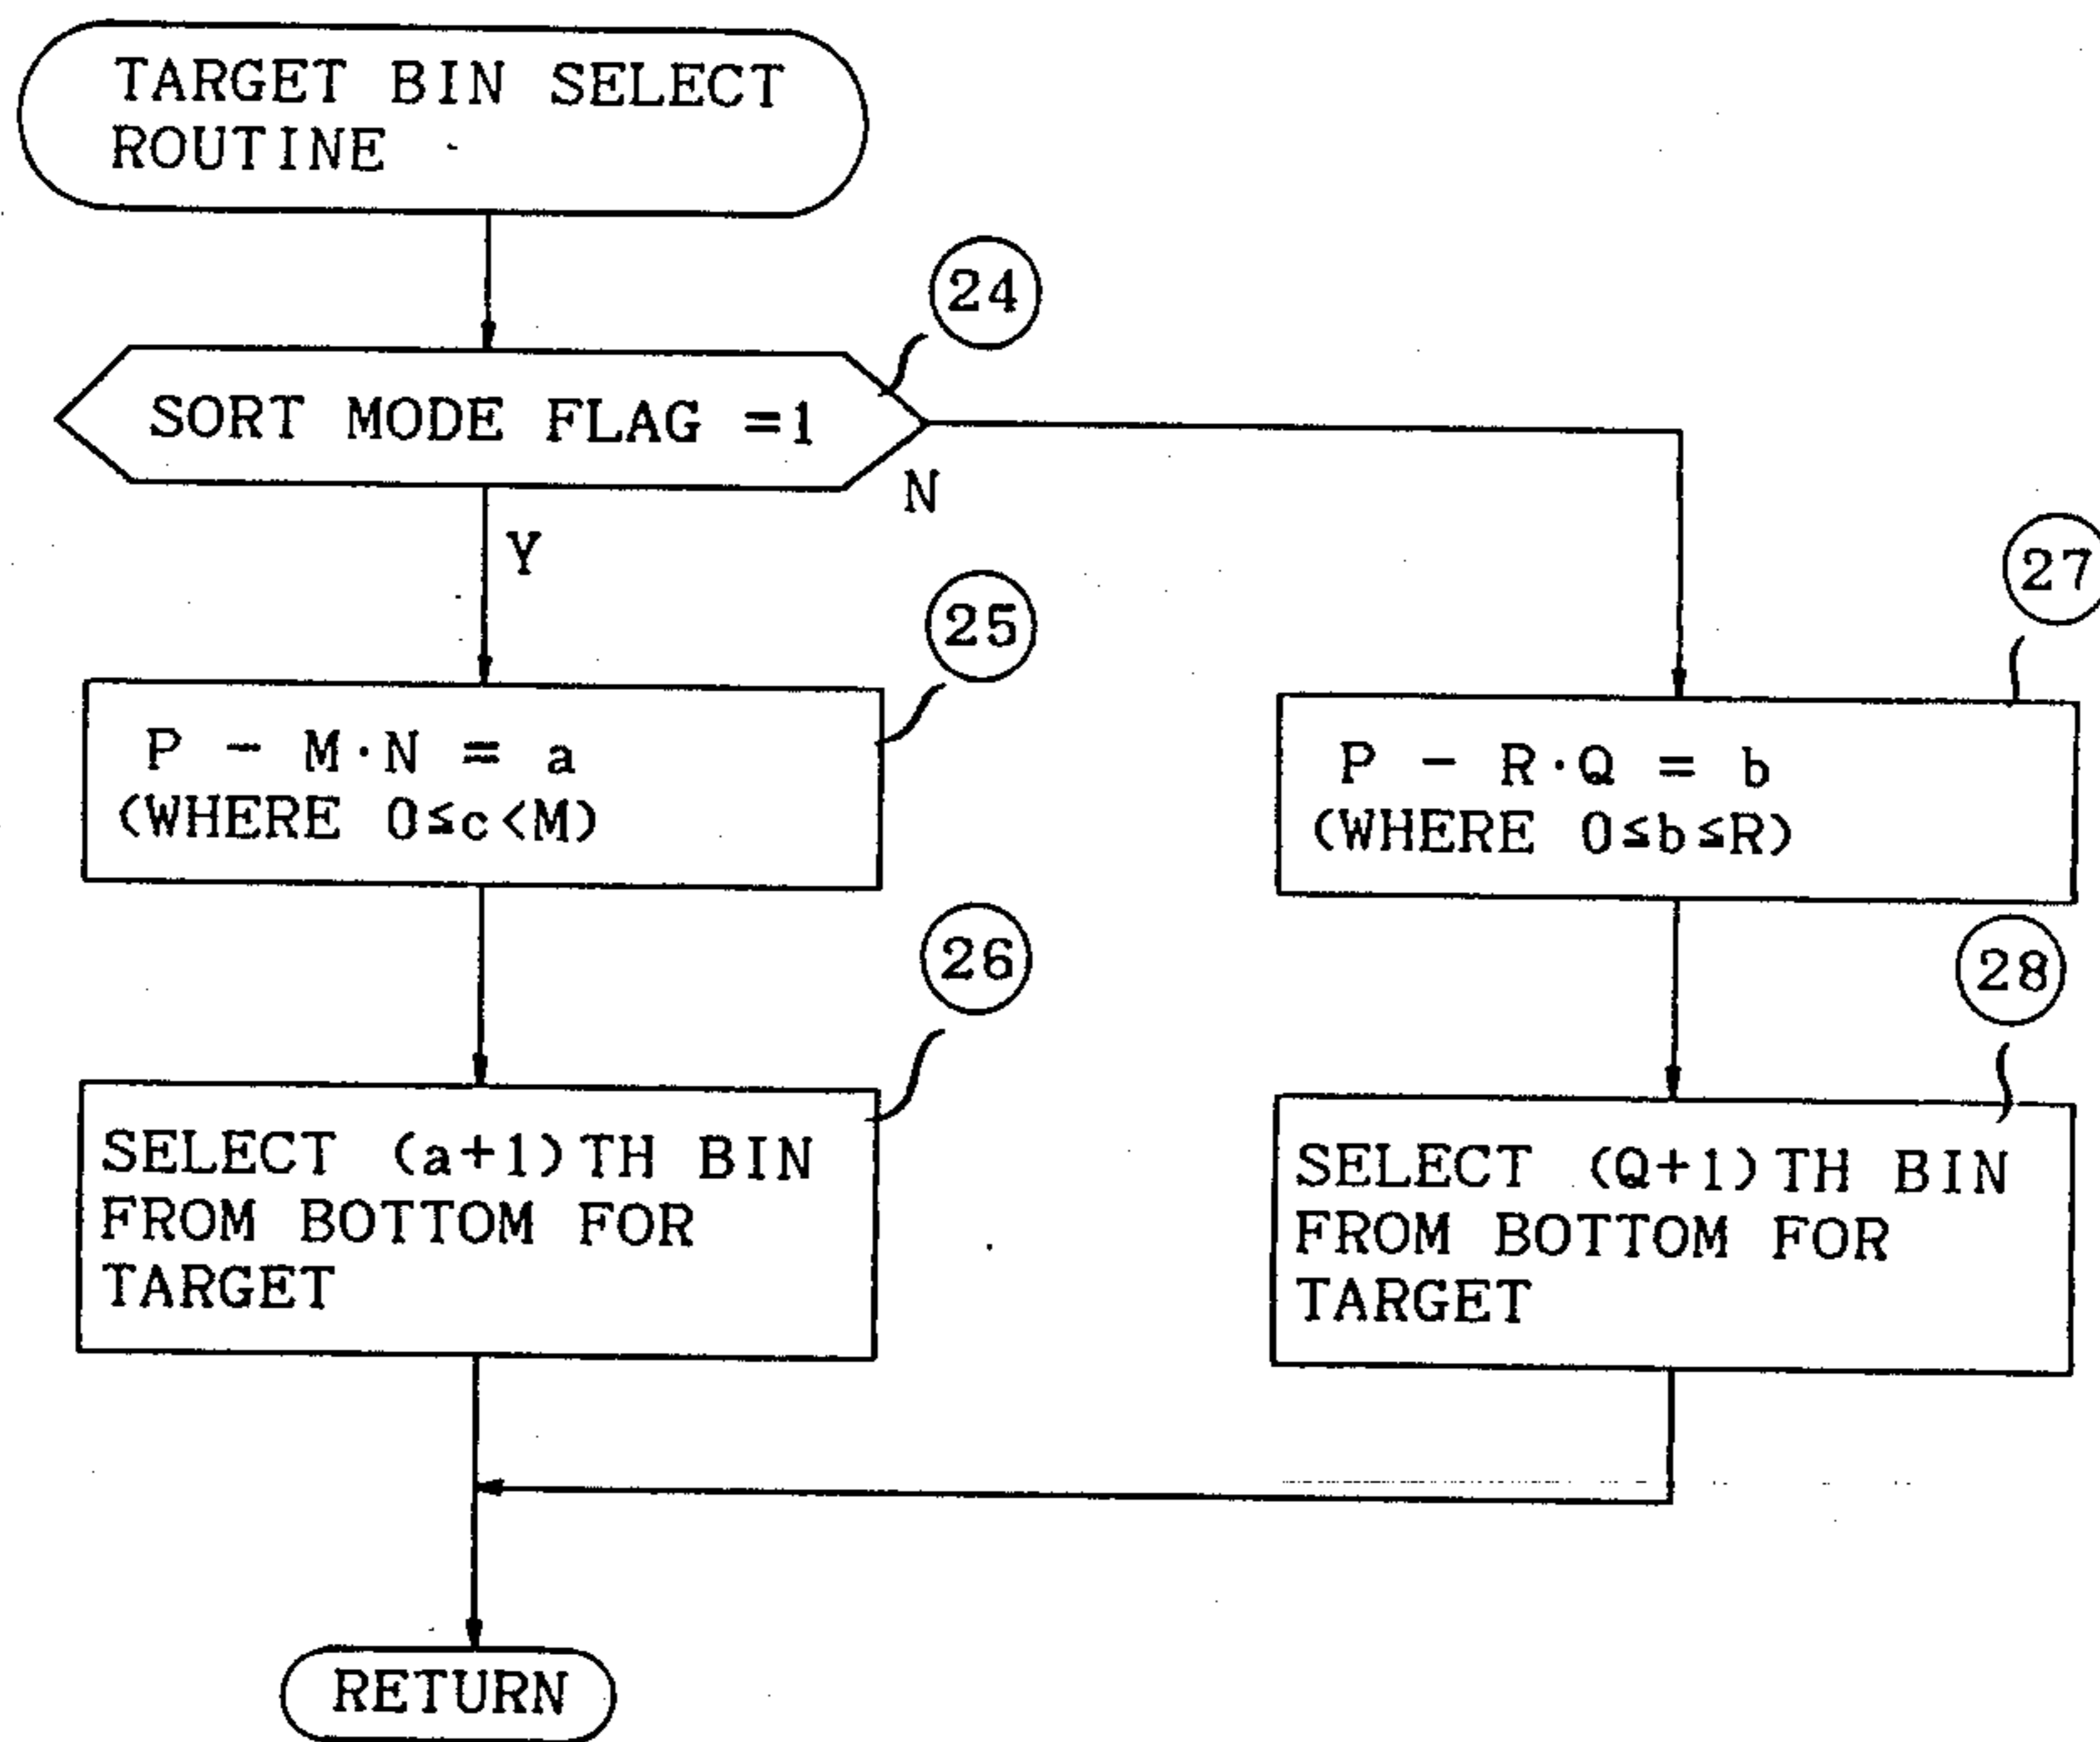 TARGET BIN SELECT
ROUTINE
24
SORT MODE FLAG =1
N
Y
25
27
P - M·N = a
(WHERE 0≤c<M)
P - R·Q = b
(WHERE 0≤b≤R)
26
28
SELECT (a+1)TH BIN
FROM BOTTOM FOR
TARGET
SELECT (Q+1)TH BIN
FROM BOTTOM FOR
TARGET
RETURN